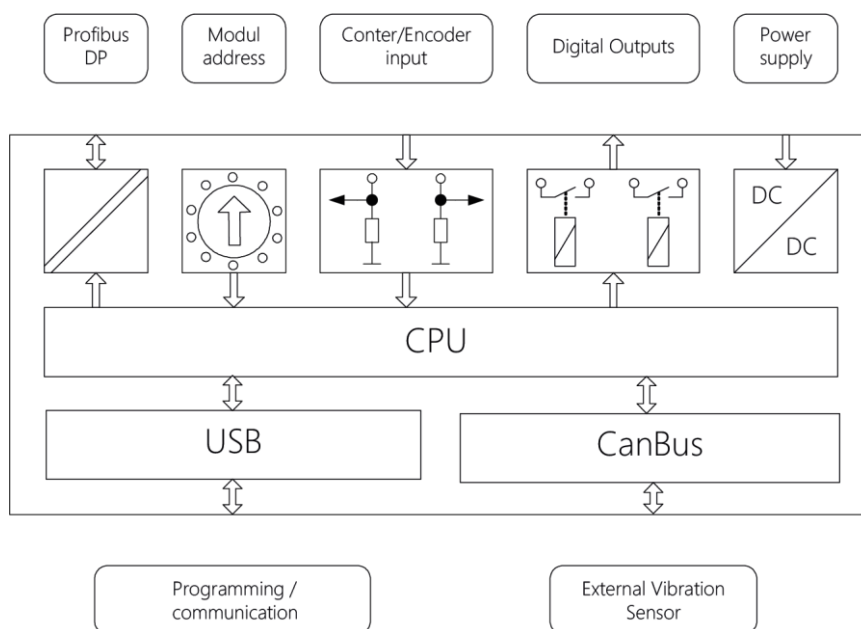 Profibus
DP
Modul
address
Conter/Encoder
input
Digital Outputs
Power
supply
DC
DC
CPU
USB
CanBus
Programming /
communication
External Vibration
Sensor